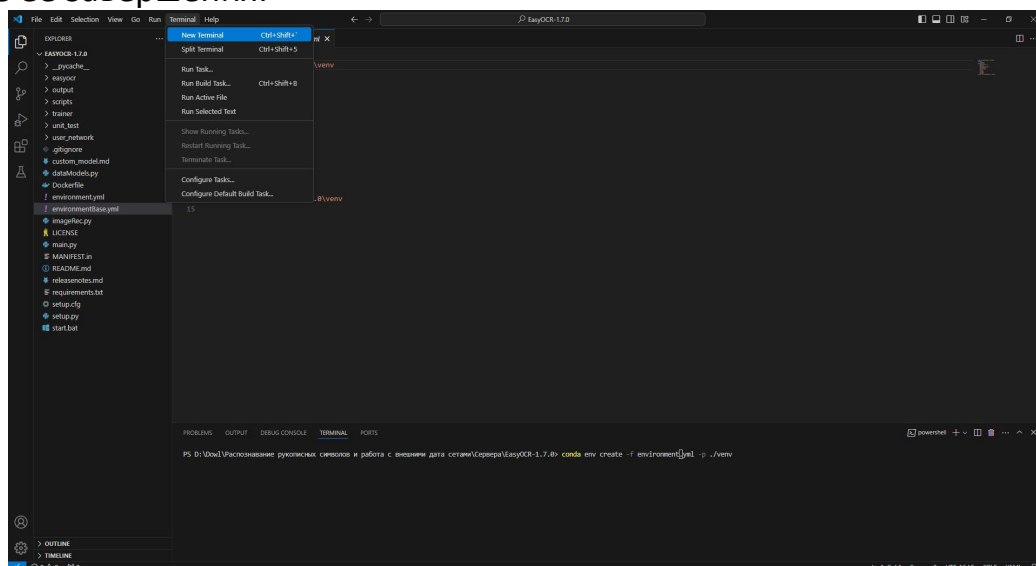 File Edit Selection View Go Run Terminal Help
EasyOCR-1.7.0
EXPLORER
EASYOCR-1.7.0
__pycache__
easyocr
output
scripts
trainer
unit_test
user_network
.gitignore
custom_model.md
dataModels.py
Dockerfile
environment.yml
environmentBase.yml
imageRec.py
LICENSE
main.py
MANIFEST.in
README.md
releasenotes.md
requirements.txt
setup.cfg
setup.py
start.bat
OUTLINE
TIMELINE
New Terminal Ctrl+Shift+`
Split Terminal Ctrl+Shift+5
Run Task...
Run Build Task... Ctrl+Shift+B
Run Active File
Run Selected Text
Show Running Tasks...
Restart Running Task...
Terminate Task...
Configure Tasks...
Configure Default Build Task...
\venv
.0\venv
15
PROBLEMS OUTPUT DEBUG CONSOLE TERMINAL PORTS
powershell
PS D:\Dowl\Распознавание рукописных символов и работа с внешними дата сетами\Сервера\EasyOCR-1.7.0> conda env create -f environment.yml -p ./venv